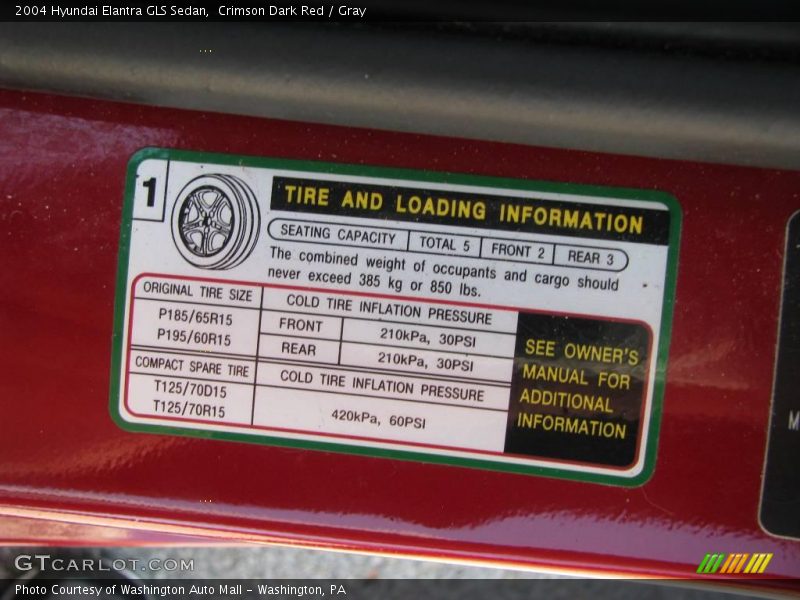 2004 Hyundai Elantra GLS Sedan,  Crimson Dark Red / Gray
1
TIRE AND LOADING INFORMATION
SEATING CAPACITY TOTAL 5 FRONT 2 REAR 3
The combined weight of occupants and cargo should
never exceed 385 kg or 850 lbs.
ORIGINAL TIRE SIZE
P185/65R15
P195/60R15
COLD TIRE INFLATION PRESSURE
FRONT 210kPa, 30PSI
REAR 210kPa, 30PSI
COMPACT SPARE TIRE
T125/70D15
T125/70R15
COLD TIRE INFLATION PRESSURE
420kPa, 60PSI
SEE OWNER'S
MANUAL FOR
ADDITIONAL
INFORMATION
M
GTCARLOT.COM
Photo Courtesy of Washington Auto Mall - Washington, PA